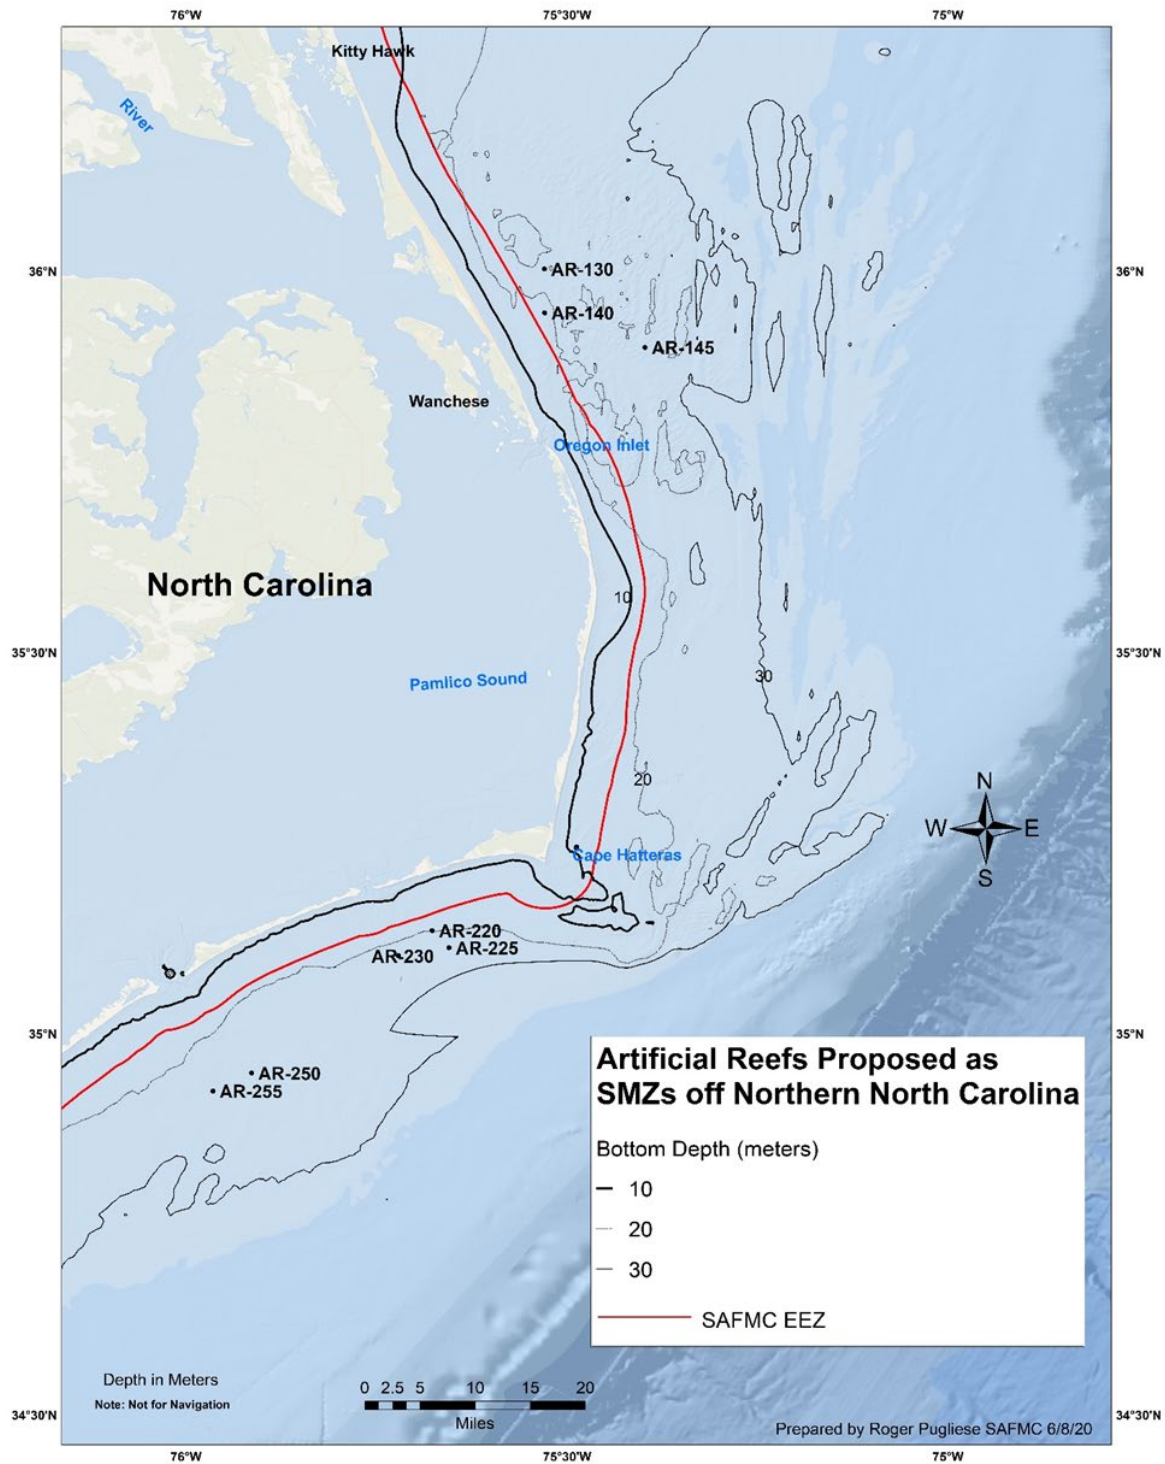 76°W 75°30'W 75°W
Kitty Hawk
River
36°N 36°N
AR-130
AR-140
AR-145
Wanchese
Oregon Inlet
North Carolina
10
35°30'N 35°30'N
Pamlico Sound
30
20
N
W E
S
Cape Hatteras
AR-220
AR-225
AR-230
35°N 35°N
Artificial Reefs Proposed as
SMZs off Northern North Carolina
AR-250
AR-255
Bottom Depth (meters)
10
20
30
SAFMC EEZ
Depth in Meters
Note: Not for Navigation
0 2.5 5 10 15 20
Miles
34°30'N 34°30'N
Prepared by Roger Pugliese SAFMC 6/8/20
76°W 75°30'W 75°W